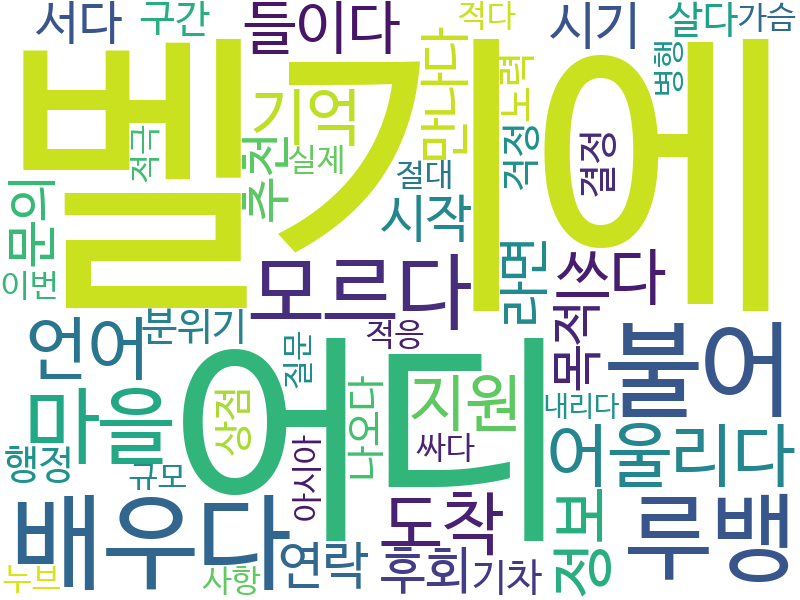 서다
구간
들이다
적다
시기
살다
가슴
벨기에
적극
기억
추천
실제
만나다
노력
병행
절대
걱정
결정
문의
이번
시작
모르다
라면
쓰다
목적
언어
분위기
적응
질문
불어
마을
어디
상점
지원
나오다
내리다
행정
규모
아시아
싸다
어울리다
배우다
도착
정보
루뱅
누브
사항
연락
후회
기차